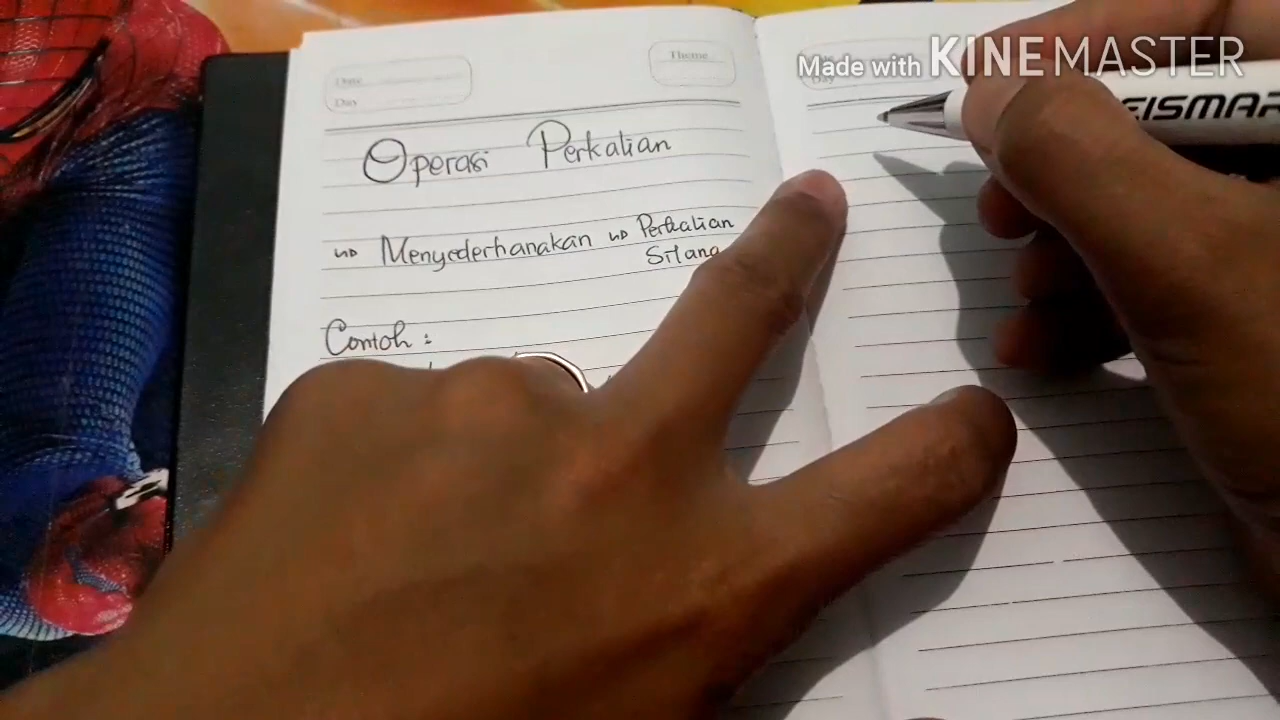 Made with KINEMASTER
Date
Day
Theme
Operasi Perkalian
Menyederhanakan Perkalian
Silang
Contoh :